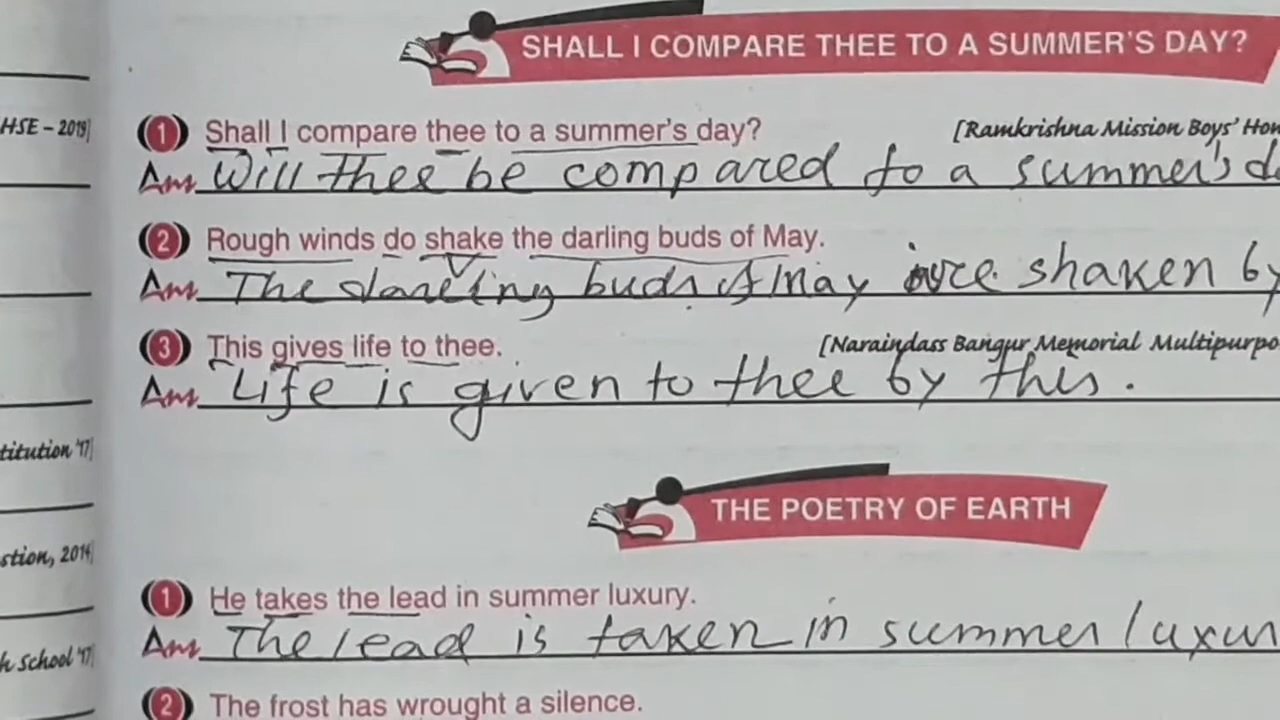 SHALL I COMPARE THEE TO A SUMMER'S DAY?
HSE – 2019]
1 Shall I compare thee to a summer's day? [Ramkrishna Mission Boys' Hom
Ans Will thee be compared to a summer's d
2 Rough winds do shake the darling buds of May.
Ans The darling buds of May are shaken by
3 This gives life to thee. [Naraindass Bangur Memorial Multipurpo
Ans Life is given to thee by this.
titution '17]
THE POETRY OF EARTH
stion, 2014]
1 He takes the lead in summer luxury.
Ans The lead is taken in summer luxur
h School '17]
2 The frost has wrought a silence.